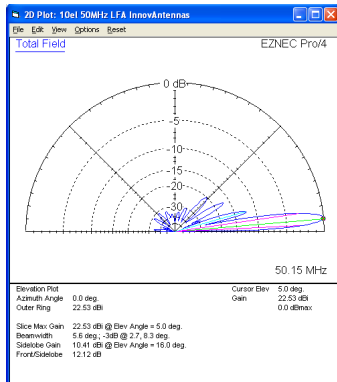 2D Plot: 10el 50MHz LFA InnovAntennas
File Edit View Options Reset
Total Field
EZNEC Pro/4
0 dB
-5
-10
-15
-20
-30
50.15 MHz
Elevation Plot
Azimuth Angle 0.0 deg.
Outer Ring 22.53 dBi
Cursor Elev 5.0 deg.
Gain 22.53 dBi
0.0 dBmax
Slice Max Gain 22.53 dBi @ Elev Angle = 5.0 deg.
Beamwidth 5.6 deg.; -3dB @ 2.7, 8.3 deg.
Sidelobe Gain 10.41 dBi @ Elev Angle = 16.0 deg.
Front/Sidelobe 12.12 dB